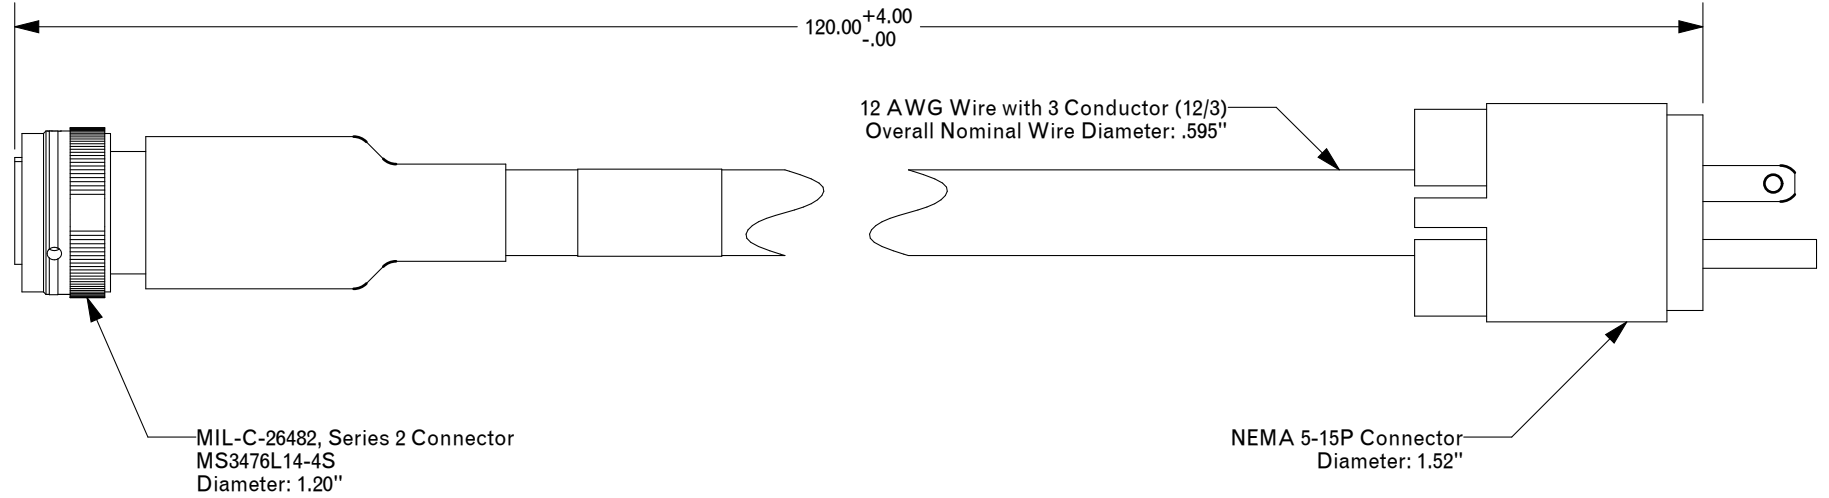 120.00+4.00
-.00
12 AWG Wire with 3 Conductor (12/3)
Overall Nominal Wire Diameter: .595"
MIL-C-26482, Series 2 Connector
MS3476L14-4S
Diameter: 1.20"
NEMA 5-15P Connector
Diameter: 1.52"